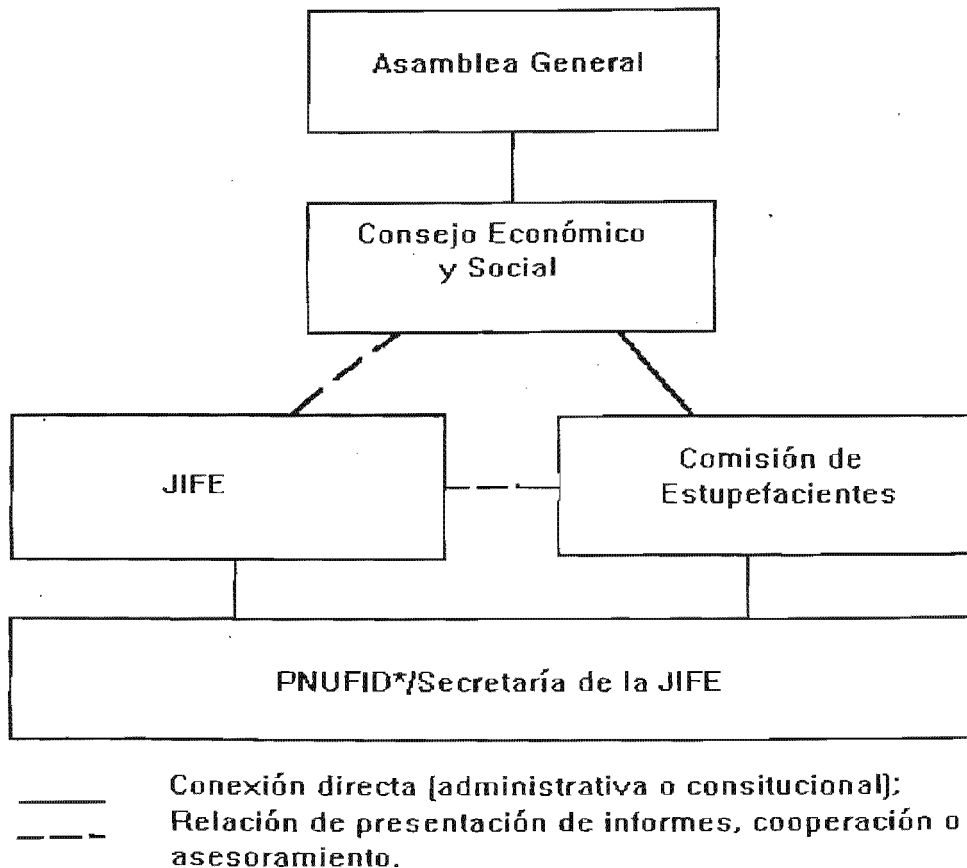 Asamblea General
Consejo Económico
y Social
JIFE
Comisión de
Estupefacientes
PNUFID*/Secretaría de la JIFE
Conexión directa (administrativa o consitucional);
Relación de presentación de informes, cooperación o
asesoramiento.